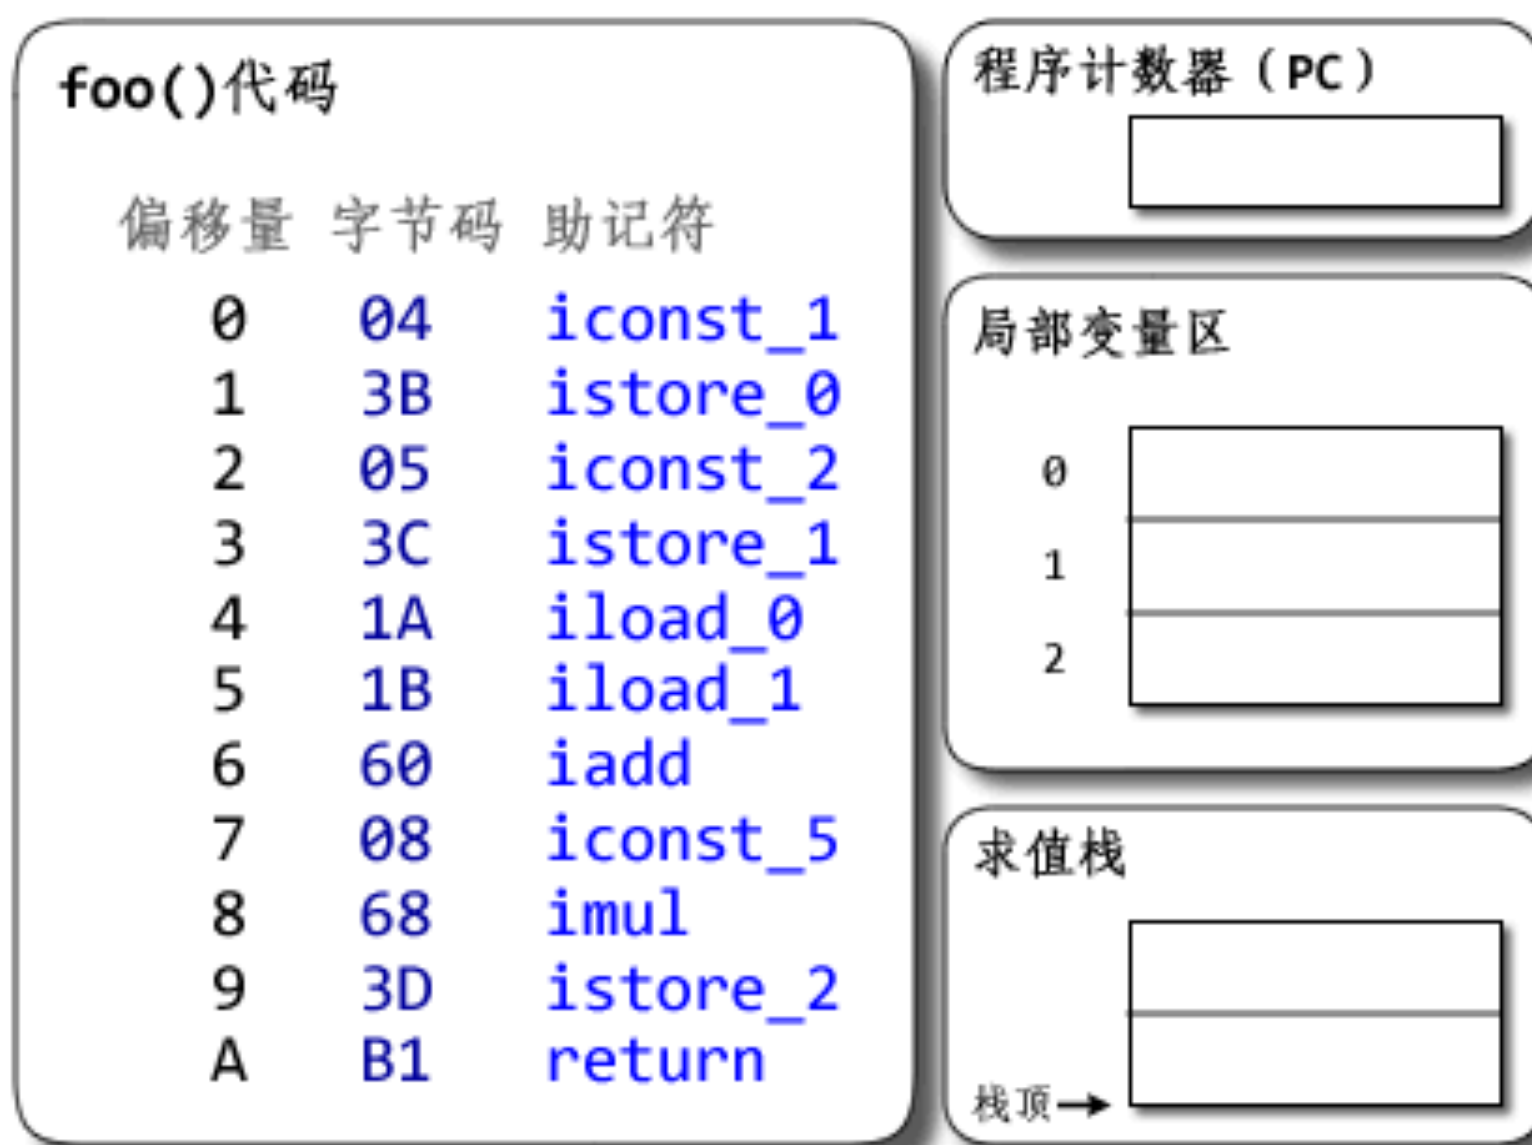 foo()代码
偏移量 字节码 助记符
0 04 iconst_1
1 3B istore_0
2 05 iconst_2
3 3C istore_1
4 1A iload_0
5 1B iload_1
6 60 iadd
7 08 iconst_5
8 68 imul
9 3D istore_2
A B1 return
程序计数器（PC）
局部变量区
0
1
2
求值栈
栈顶